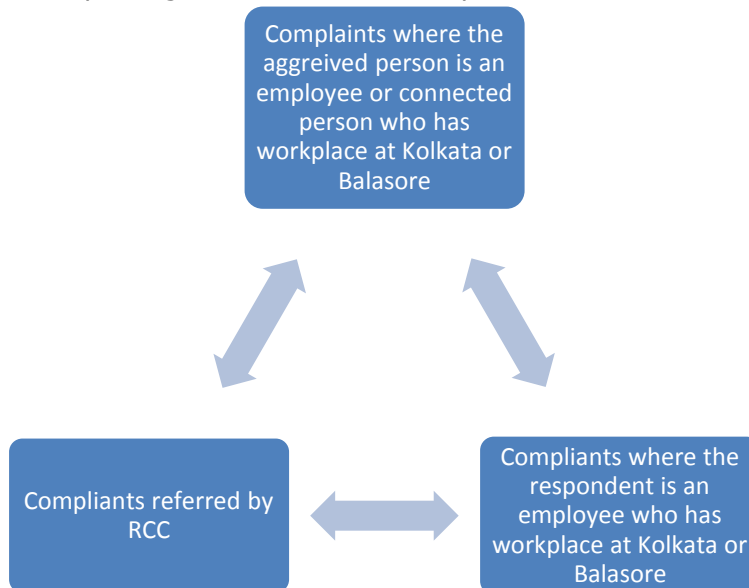 Complaints where the
aggreived person is an
employee or connected
person who has
workplace at Kolkata or
Balasore
Compliants referred by
RCC
Compliants where the
respondent is an
employee who has
workplace at Kolkata or
Balasore